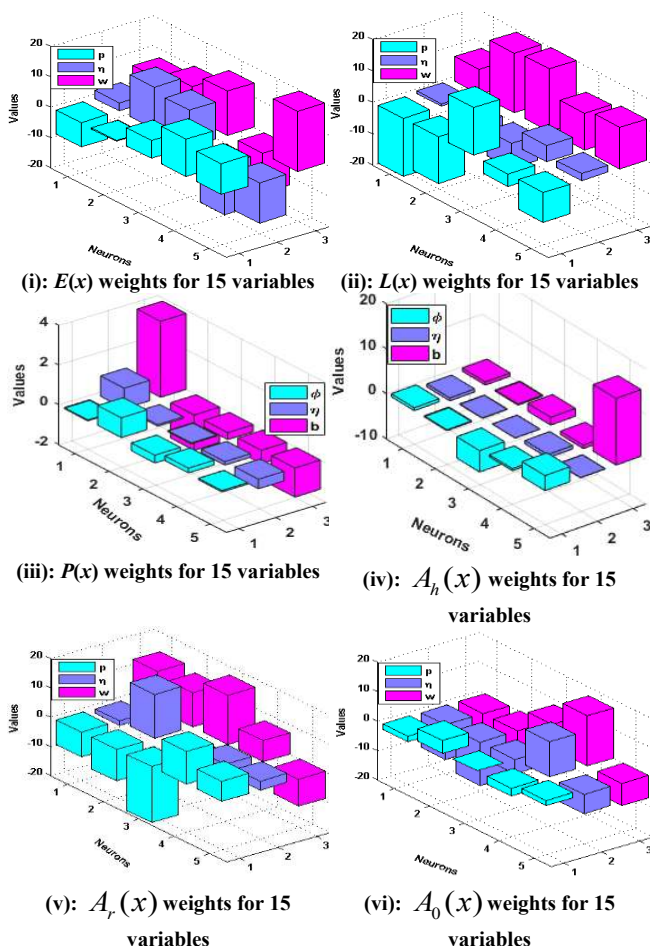 20
10
0
-10
-20
Values
p
η
w
1
2
3
4
5
Neurons
1
2
3
(i): E(x) weights for 15 variables
20
10
0
-10
-20
Values
p
η
w
1
2
3
4
5
Neurons
1
2
3
(ii): L(x) weights for 15 variables
4
2
0
-2
Values
ϕ
η
b
1
2
3
4
5
Neurons
1
2
3
(iii): P(x) weights for 15 variables
20
10
0
-10
Values
ϕ
η
b
1
2
3
4
5
Neurons
1
2
3
(iv): A_h(x) weights for 15
variables
20
10
0
-10
-20
Values
p
η
w
1
2
3
4
5
Neurons
1
2
3
(v): A_r(x) weights for 15
variables
20
10
0
-10
-20
Values
p
η
w
1
2
3
4
5
Neurons
1
2
3
(vi): A_0(x) weights for 15
variables